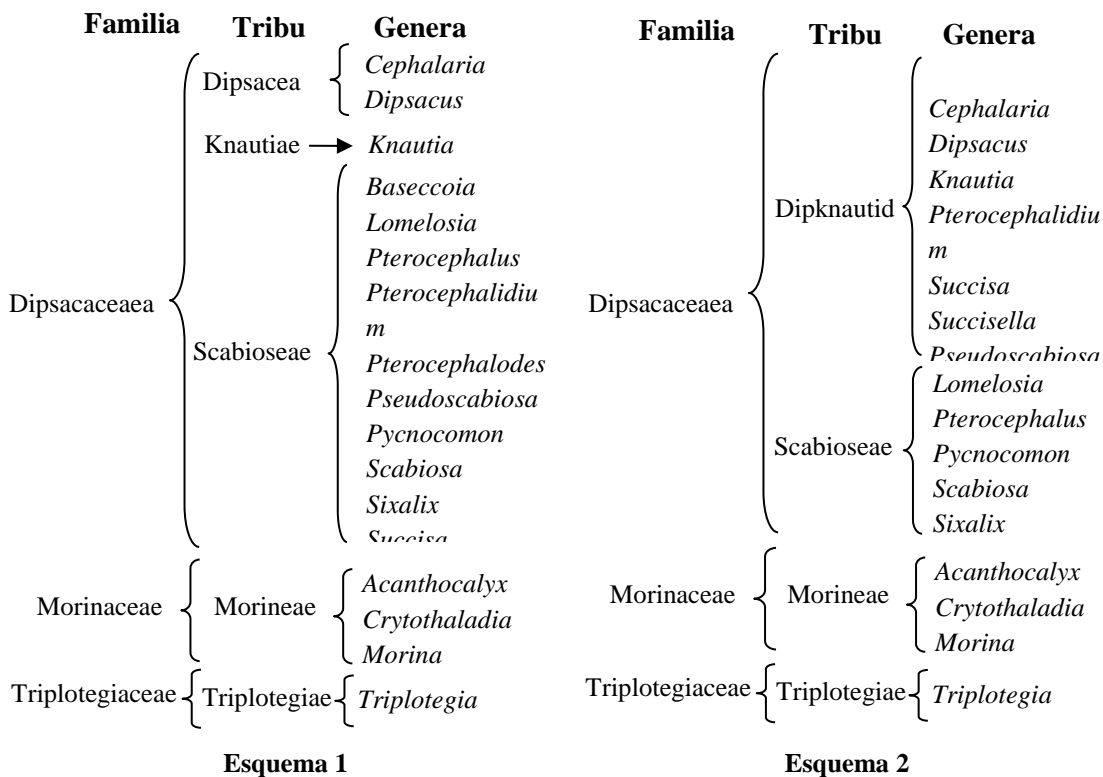 Familia Tribu Genera
Dipsacaceaea
Dipsacea
Cephalaria
Dipsacus
Knautiae
Knautia
Scabioseae
Baseccoia
Lomelosia
Pterocephalus
Pterocephalidiu
m
Pterocephalodes
Pseudoscabiosa
Pycnocomon
Scabiosa
Sixalix
Succisa
Morinaceae
Morineae
Acanthocalyx
Crytothaladia
Morina
Triplotegiaceae
Triplotegiae
Triplotegia
Esquema 1
Familia Tribu Genera
Dipsacaceaea
Dipknautid
Cephalaria
Dipsacus
Knautia
Pterocephalidiu
m
Succisa
Succisella
Pseudoscabiosa
Scabioseae
Lomelosia
Pterocephalus
Pycnocomon
Scabiosa
Sixalix
Morinaceae
Morineae
Acanthocalyx
Crytothaladia
Morina
Triplotegiaceae
Triplotegiae
Triplotegia
Esquema 2